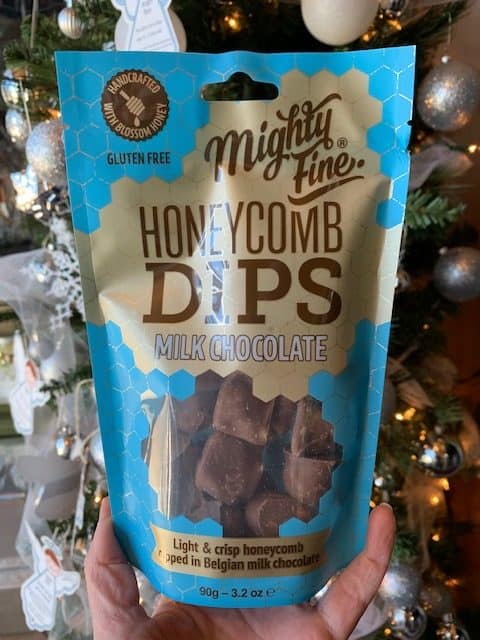 HANDCRAFTED
WITH BLOSSOM HONEY
GLUTEN FREE
Mighty
Fine.®
HONEYCOMB
DIPS
MILK CHOCOLATE
Light & crisp honeycomb
dipped in Belgian milk chocolate
90g – 3.2 oz ℮